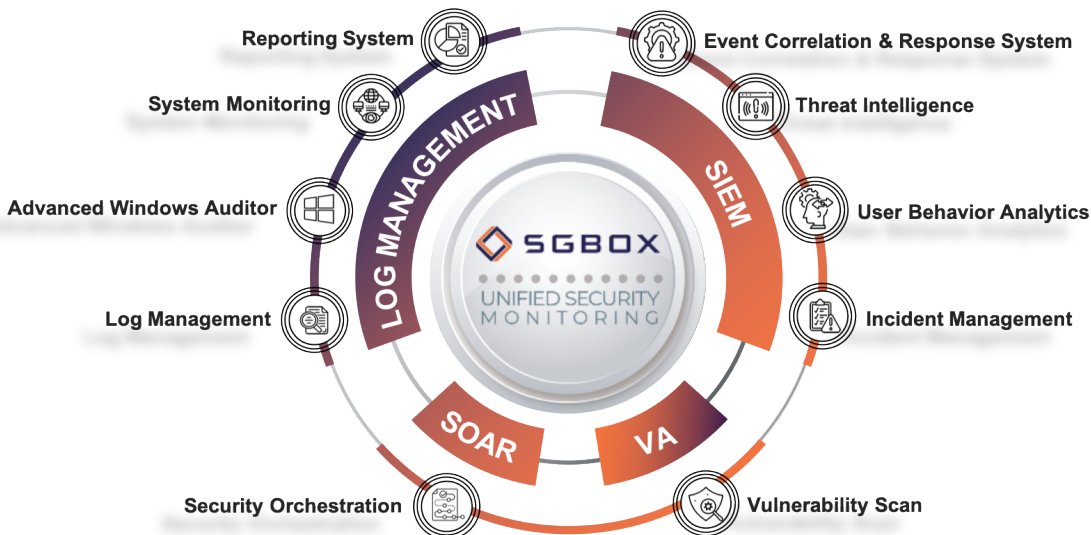 Reporting System
Event Correlation & Response System
System Monitoring
Threat Intelligence
LOG MANAGEMENT
SIEM
Advanced Windows Auditor
User Behavior Analytics
SGBOX
UNIFIED SECURITY
MONITORING
Log Management
Incident Management
SOAR
VA
Security Orchestration
Vulnerability Scan